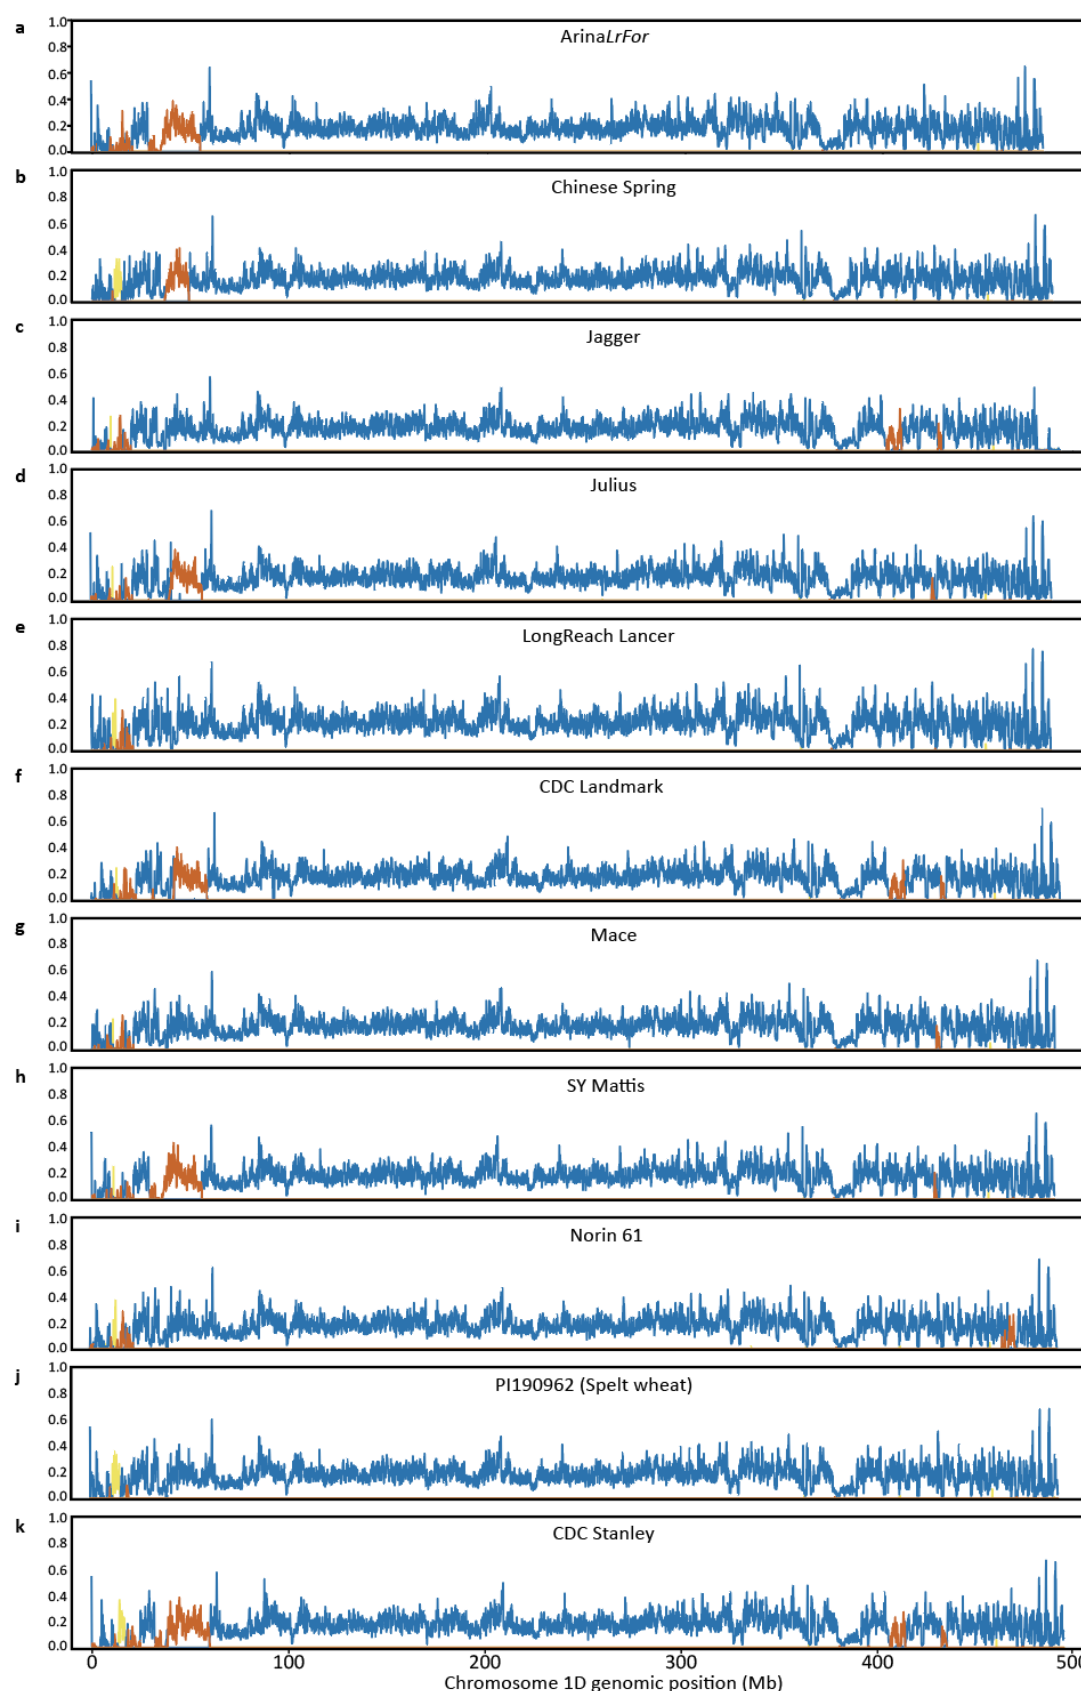 a
ArinaLrFor
1.0
0.8
0.6
0.4
0.2
0.0
b
Chinese Spring
1.0
0.8
0.6
0.4
0.2
0.0
c
Jagger
1.0
0.8
0.6
0.4
0.2
0.0
d
Julius
1.0
0.8
0.6
0.4
0.2
0.0
e
LongReach Lancer
1.0
0.8
0.6
0.4
0.2
0.0
f
CDC Landmark
1.0
0.8
0.6
0.4
0.2
0.0
g
Mace
1.0
0.8
0.6
0.4
0.2
0.0
h
SY Mattis
1.0
0.8
0.6
0.4
0.2
0.0
i
Norin 61
1.0
0.8
0.6
0.4
0.2
0.0
j
PI190962 (Spelt wheat)
1.0
0.8
0.6
0.4
0.2
0.0
k
CDC Stanley
1.0
0.8
0.6
0.4
0.2
0.0
0 100 200 300 400 500
Chromosome 1D genomic position (Mb)